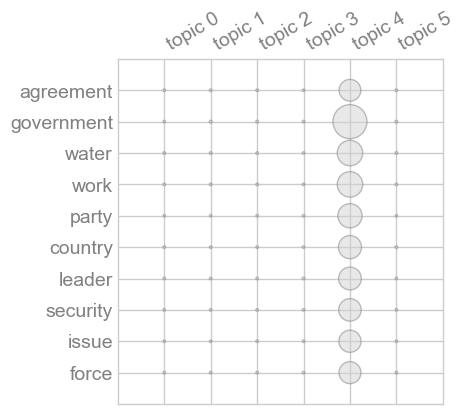 topic 0 topic 1 topic 2 topic 3 topic 4 topic 5
agreement
government
water
work
party
country
leader
security
issue
force